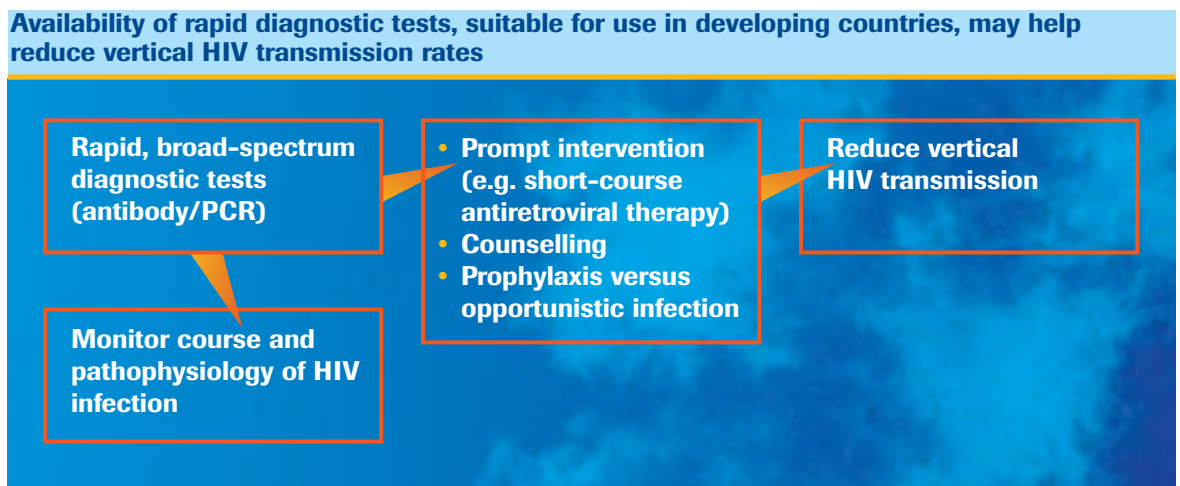 Availability of rapid diagnostic tests, suitable for use in developing countries, may help
reduce vertical HIV transmission rates
Rapid, broad-spectrum
diagnostic tests
(antibody/PCR)
• Prompt intervention
(e.g. short-course
antiretroviral therapy)
• Counselling
• Prophylaxis versus
opportunistic infection
Reduce vertical
HIV transmission
Monitor course and
pathophysiology of HIV
infection